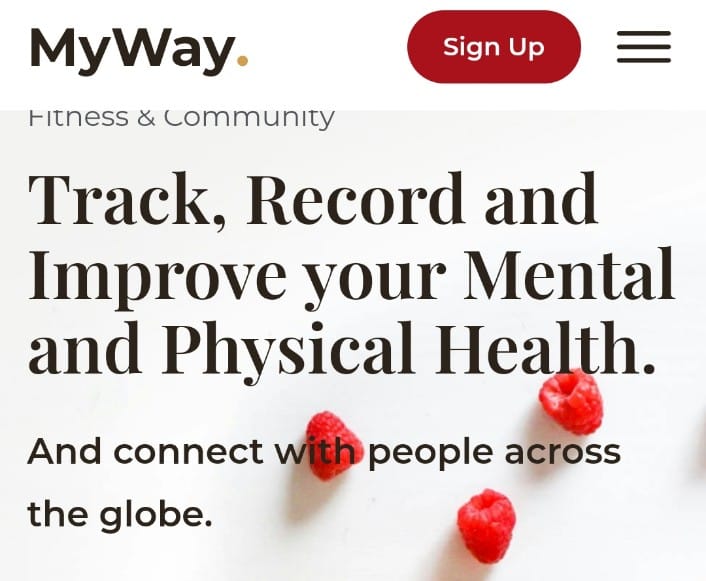 MyWay.
Sign Up
Fitness & Community
Track, Record and
Improve your Mental
and Physical Health.
And connect with people across
the globe.